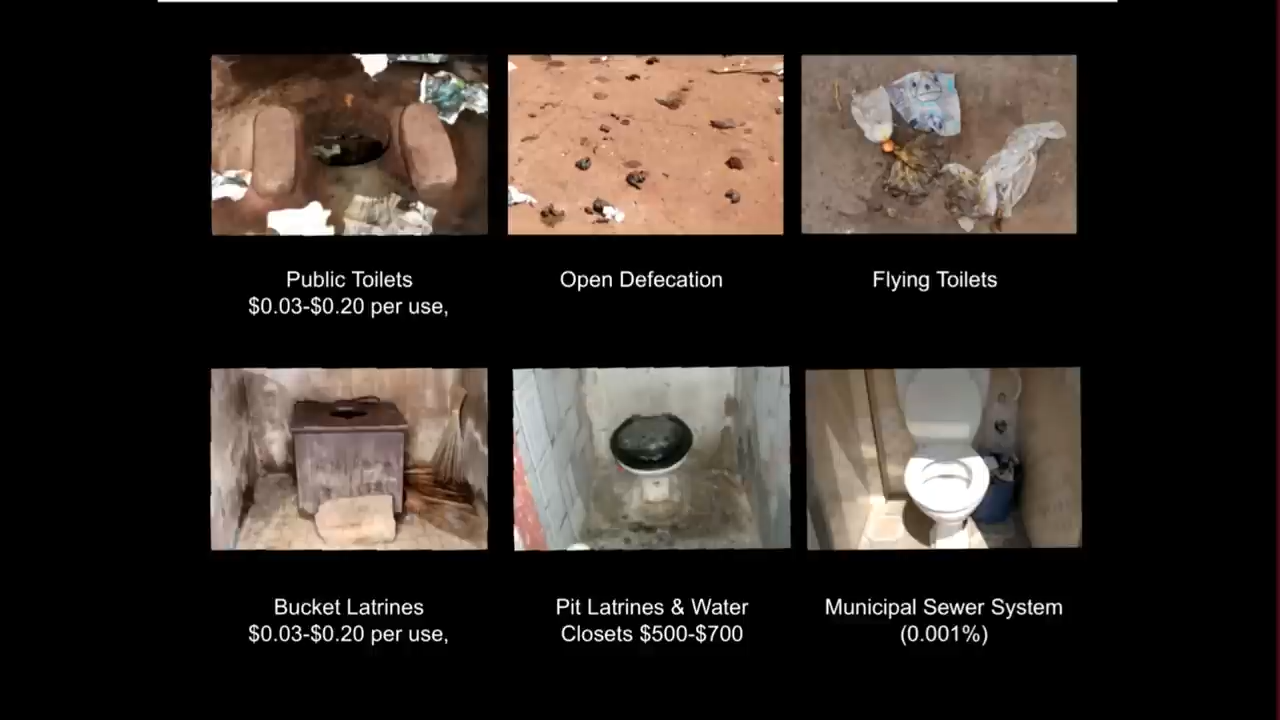 Public Toilets
$0.03-$0.20 per use,
Open Defecation
Flying Toilets
Bucket Latrines
$0.03-$0.20 per use,
Pit Latrines & Water
Closets $500-$700
Municipal Sewer System
(0.001%)